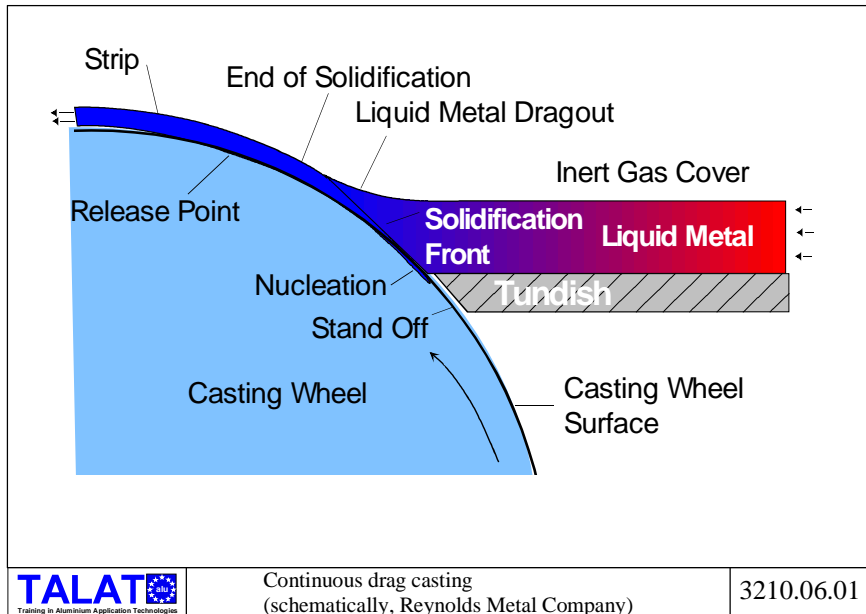 Strip
End of Solidification
Liquid Metal Dragout
Inert Gas Cover
Release Point
Solidification
Front
Liquid Metal
Nucleation
Tundish
Stand Off
Casting Wheel
Casting Wheel
Surface
TALAT
alu
Training in Aluminium Application Technologies
Continuous drag casting
(schematically, Reynolds Metal Company)
3210.06.01